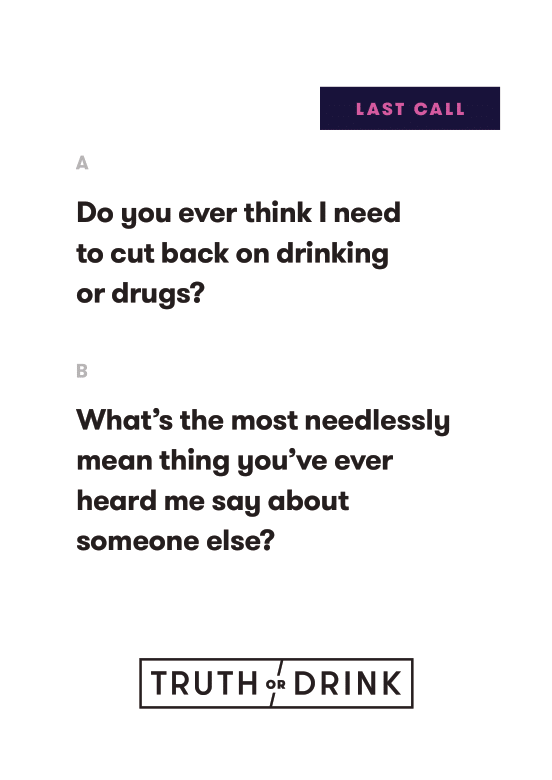 LAST CALL
A
Do you ever think I need
to cut back on drinking
or drugs?
B
What’s the most needlessly
mean thing you’ve ever
heard me say about
someone else?
TRUTH OR DRINK